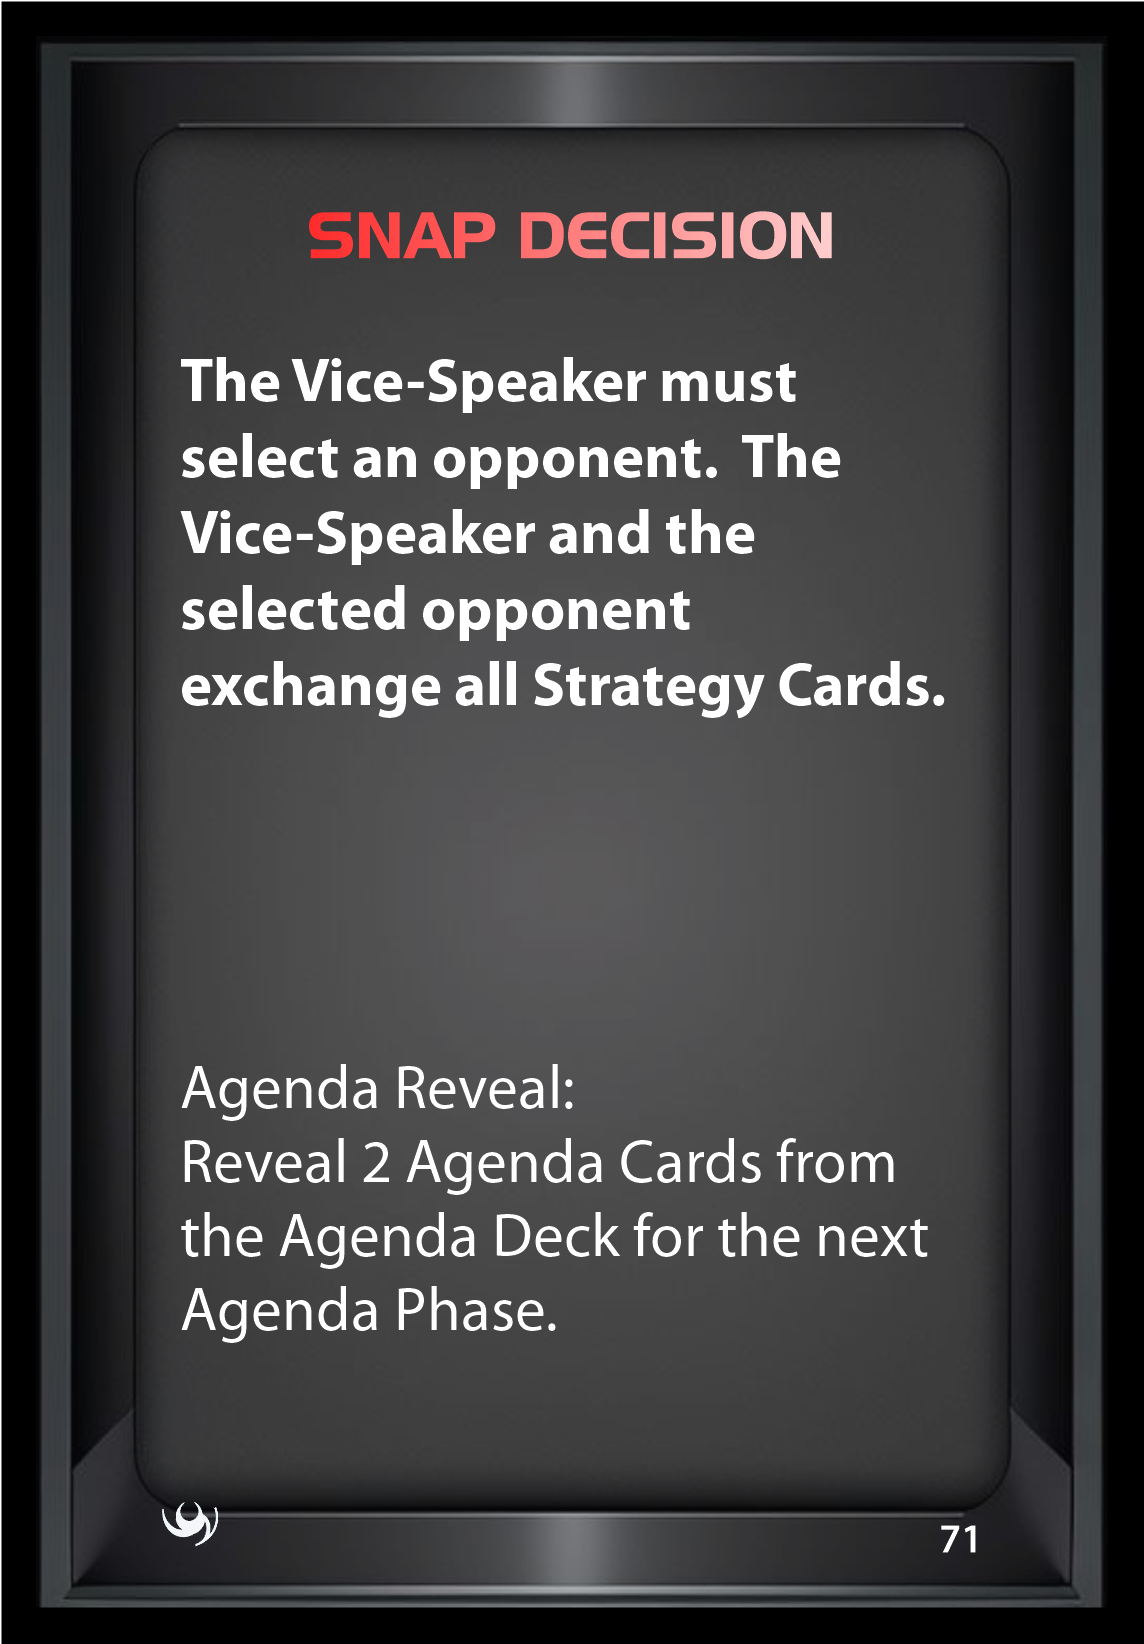 SNAP DECISION
The Vice-Speaker must
select an opponent.  The
Vice-Speaker and the
selected opponent
exchange all Strategy Cards.
Agenda Reveal:
Reveal 2 Agenda Cards from
the Agenda Deck for the next
Agenda Phase.
71